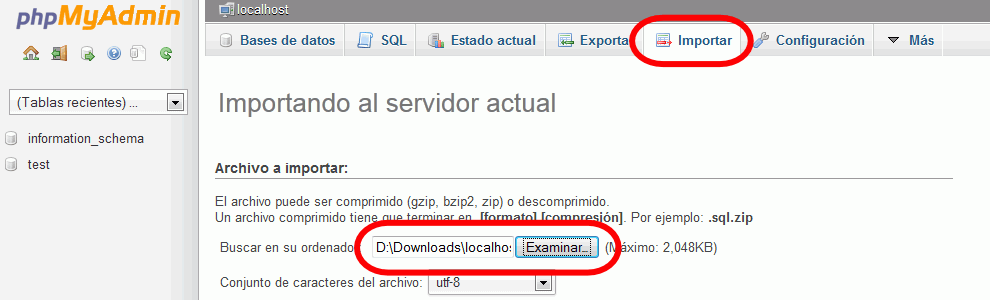 phpMyAdmin
(Tablas recientes) ...
information_schema
test
localhost
Bases de datos SQL Estado actual Exporta Importar Configuración Más
Importando al servidor actual
Archivo a importar:
El archivo puede ser comprimido (gzip, bzip2, zip) o descomprimido.
Un archivo comprimido tiene que terminar en .[formato].[compresión]. Por ejemplo: .sql.zip
Buscar en su ordenado D:\Downloads\localhos Examinar... (Máximo: 2,048KB)
Conjunto de caracteres del archivo: utf-8